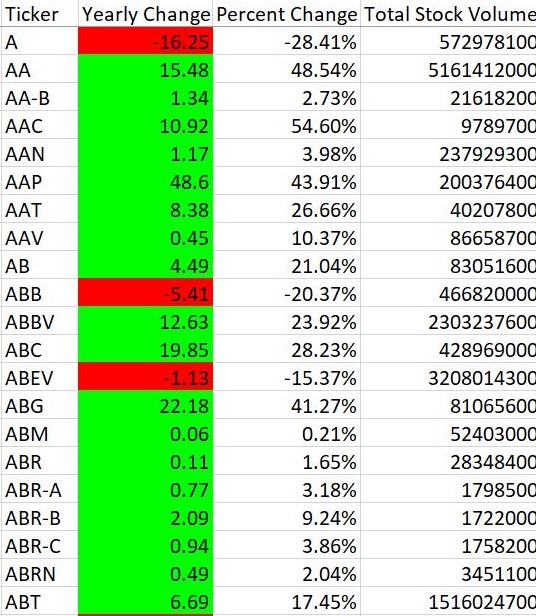 Ticker Yearly Change Percent Change Total Stock Volume
A -16.25 -28.41% 572978100
AA 15.48 48.54% 5161412000
AA-B 1.34 2.73% 21618200
AAC 10.92 54.60% 9789700
AAN 1.17 3.98% 237929300
AAP 48.6 43.91% 200376400
AAT 8.38 26.66% 40207800
AAV 0.45 10.37% 86658700
AB 4.49 21.04% 83051600
ABB -5.41 -20.37% 466820000
ABBV 12.63 23.92% 2303237600
ABC 19.85 28.23% 428969000
ABEV -1.13 -15.37% 3208014300
ABG 22.18 41.27% 81065600
ABM 0.06 0.21% 52403000
ABR 0.11 1.65% 28348400
ABR-A 0.77 3.18% 1798500
ABR-B 2.09 9.24% 1722000
ABR-C 0.94 3.86% 1758200
ABRN 0.49 2.04% 3451100
ABT 6.69 17.45% 1516024700